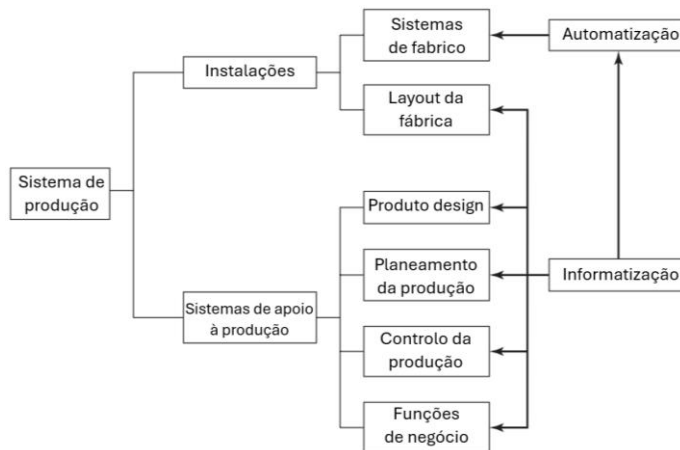 Sistemas
de fabrico
Automatização
Instalações
Layout da
fábrica
Sistema de
produção
Produto design
Planeamento
da produção
Informatização
Sistemas de apoio
à produção
Controlo da
produção
Funções
de negócio